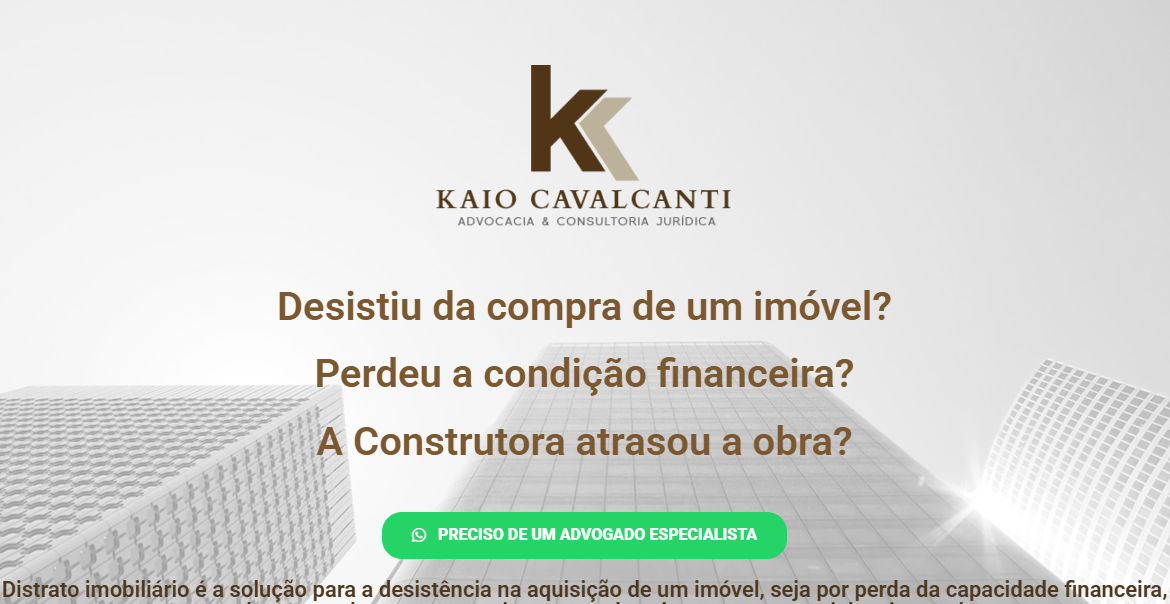 KAIO CAVALCANTI
ADVOCACIA & CONSULTORIA JURÍDICA
Desistiu da compra de um imóvel?
Perdeu a condição financeira?
A Construtora atrasou a obra?
PRECISO DE UM ADVOGADO ESPECIALISTA
Distrato imobiliário é a solução para a desistência na aquisição de um imóvel, seja por perda da capacidade financeira,